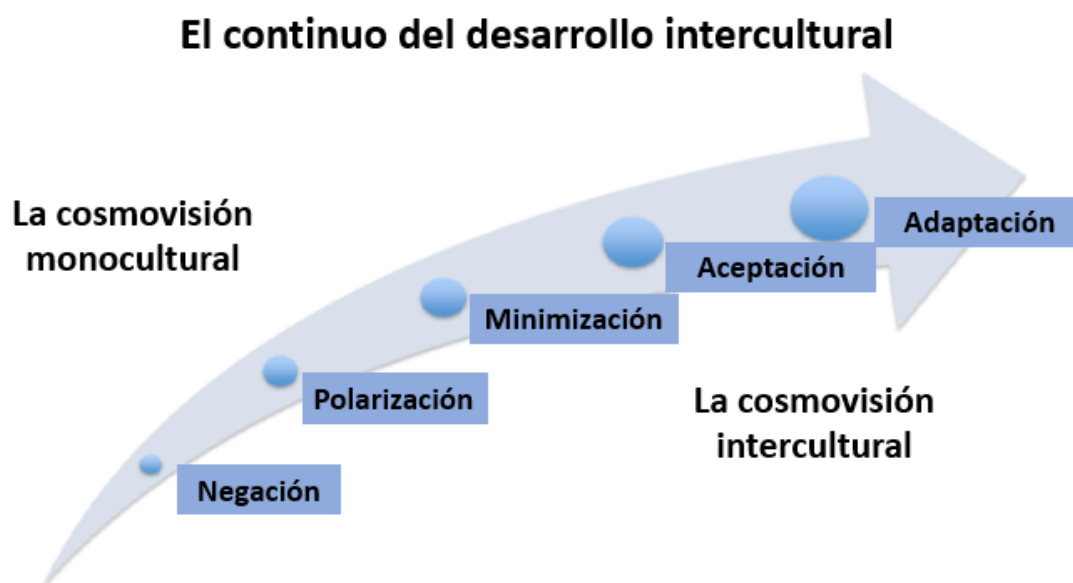 El continuo del desarrollo intercultural
La cosmovisión
monocultural
Adaptación
Aceptación
Minimización
Polarización
La cosmovisión
intercultural
Negación